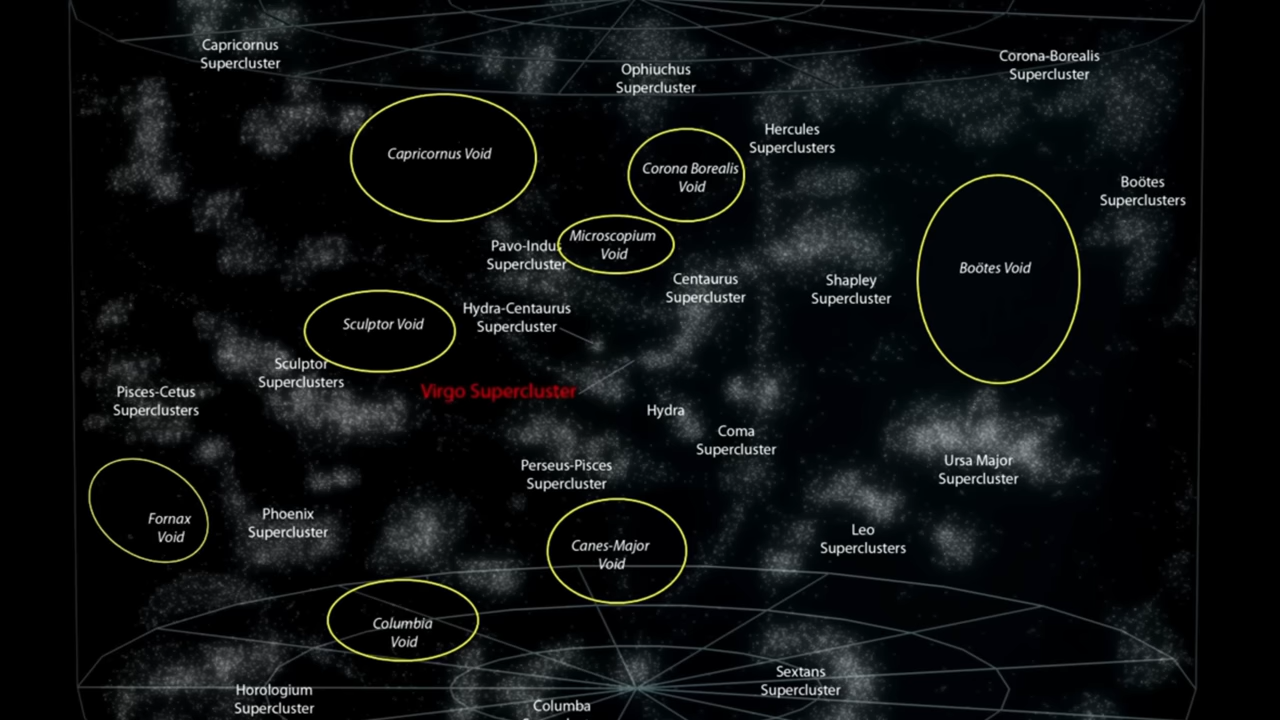 Capricornus
Supercluster
Ophiuchus
Supercluster
Corona-Borealis
Supercluster
Capricornus Void
Hercules
Superclusters
Corona Borealis
Void
Boötes
Superclusters
Microscopium
Void
Pavo-Indus
Supercluster
Centaurus
Supercluster
Shapley
Supercluster
Boötes Void
Sculptor Void
Hydra-Centaurus
Supercluster
Sculptor
Superclusters
Virgo Supercluster
Pisces-Cetus
Superclusters
Hydra
Coma
Supercluster
Perseus-Pisces
Supercluster
Ursa Major
Supercluster
Fornax
Void
Phoenix
Supercluster
Canes-Major
Void
Leo
Superclusters
Columbia
Void
Horologium
Supercluster
Sextans
Supercluster
Columba